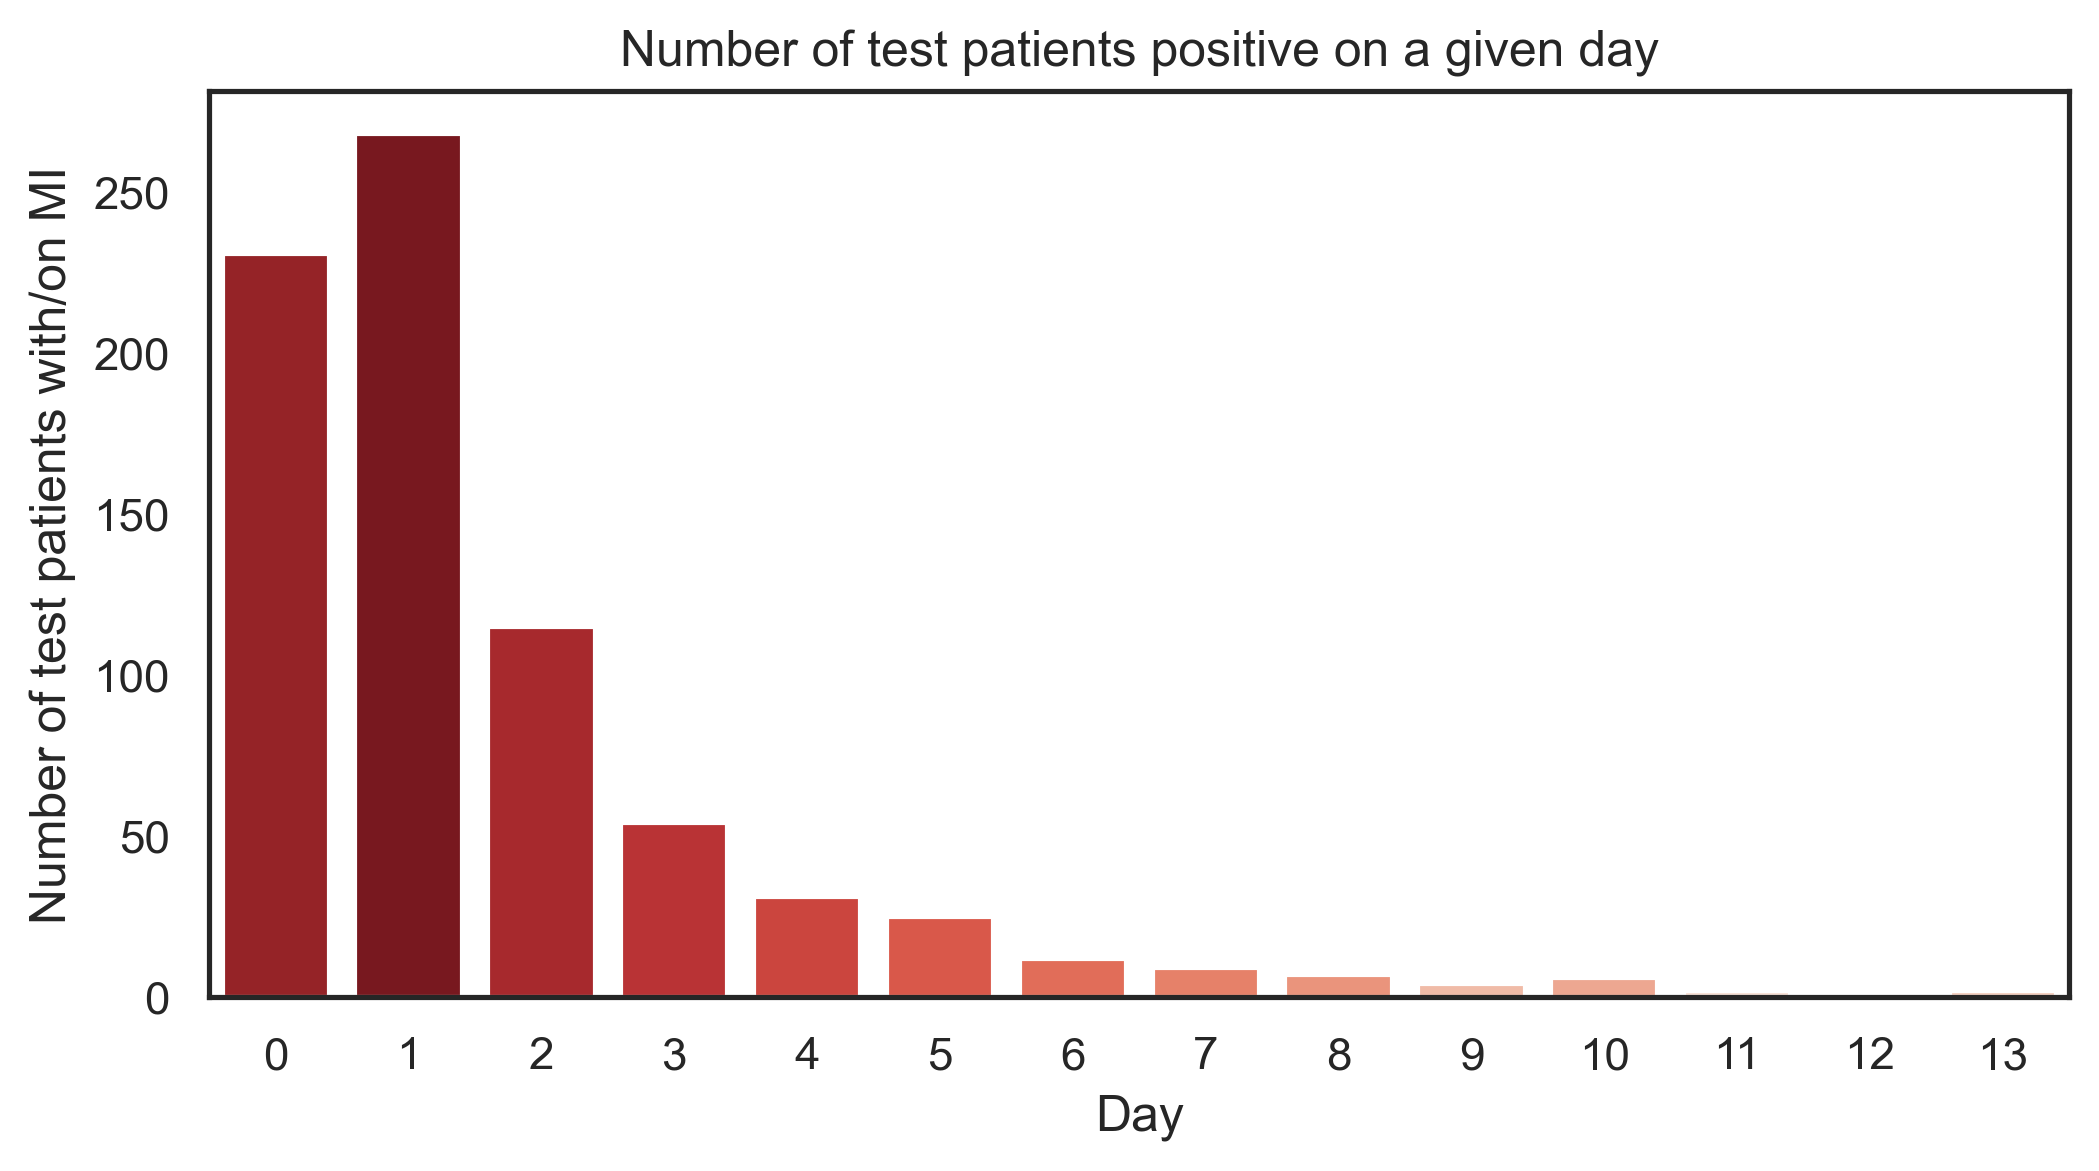 Number of test patients positive on a given day
Number of test patients with/on MI
250
200
150
100
50
0
0 1 2 3 4 5 6 7 8 9 10 11 12 13
Day